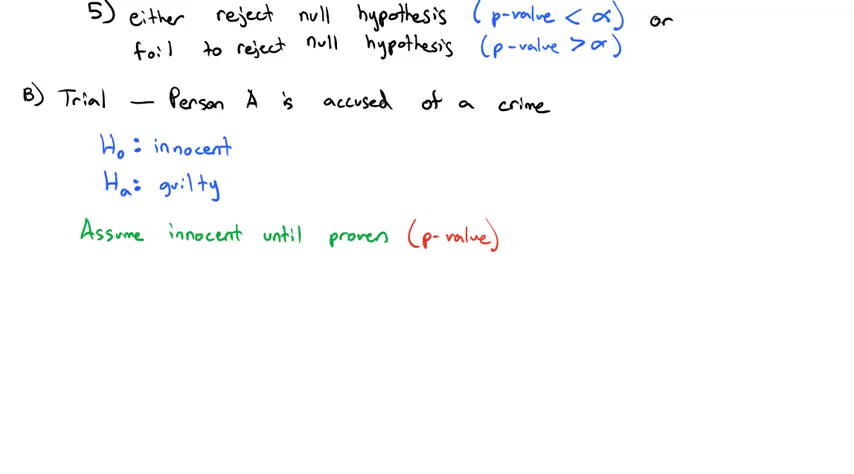 5) either reject null hypothesis (p-value < α) or
fail to reject null hypothesis (p-value > α)
B) Trial — Person A is accused of a crime
H₀: innocent
Hₐ: guilty
Assume innocent until proven (p-value)